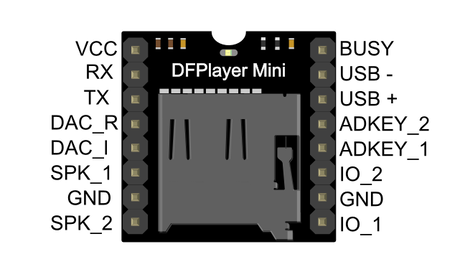 VCC
RX
TX
DAC_R
DAC_I
SPK_1
GND
SPK_2
DFPlayer Mini
BUSY
USB -
USB +
ADKEY_2
ADKEY_1
IO_2
GND
IO_1